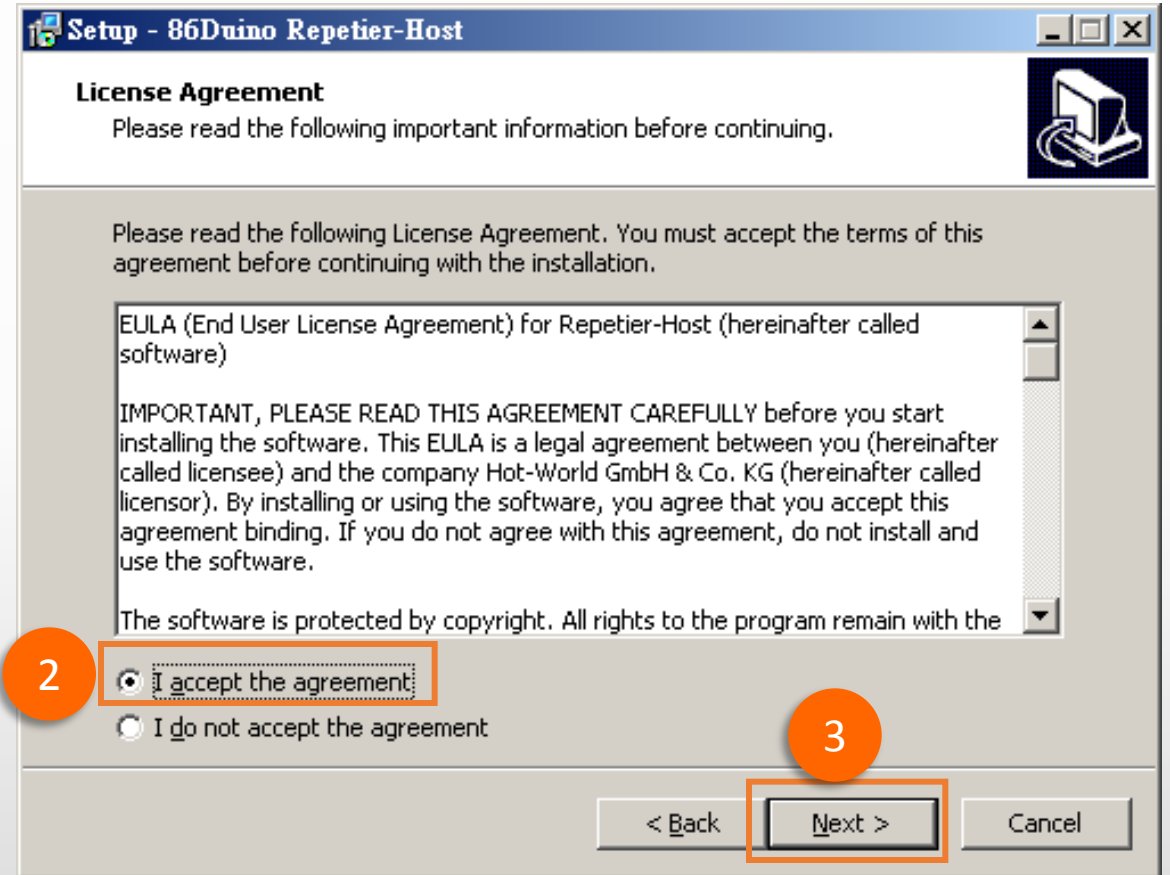 Setup - 86Duino Repetier-Host
License Agreement
Please read the following important information before continuing.
Please read the following License Agreement. You must accept the terms of this
agreement before continuing with the installation.
EULA (End User License Agreement) for Repetier-Host (hereinafter called
software)
IMPORTANT, PLEASE READ THIS AGREEMENT CAREFULLY before you start
installing the software. This EULA is a legal agreement between you (hereinafter
called licensee) and the company Hot-World GmbH & Co. KG (hereinafter called
licensor). By installing or using the software, you agree that you accept this
agreement binding. If you do not agree with this agreement, do not install and
use the software.
The software is protected by copyright. All rights to the program remain with the
2
I accept the agreement
I do not accept the agreement
3
< Back
Next >
Cancel